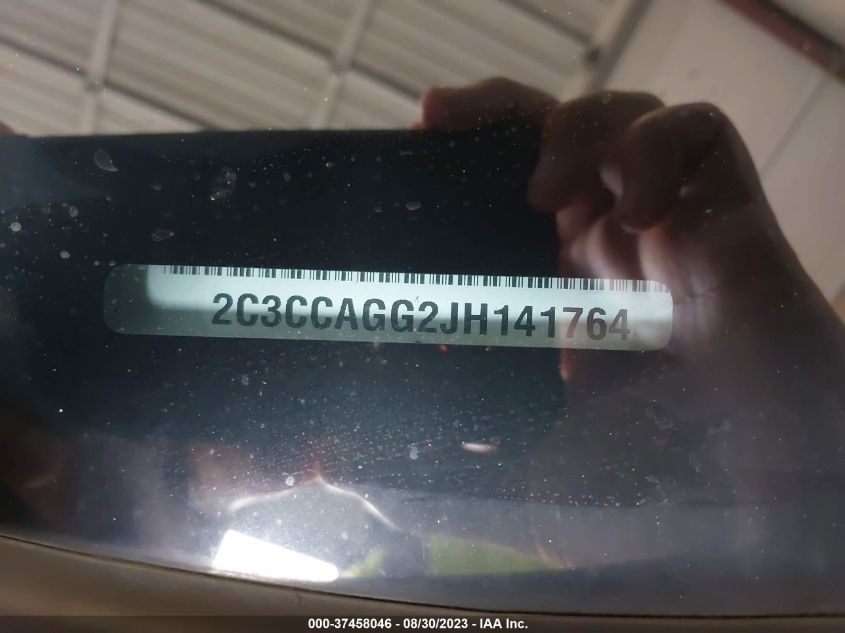 2C3CCAGG2JH141764
000-37458046 - 08/30/2023 - IAA Inc.